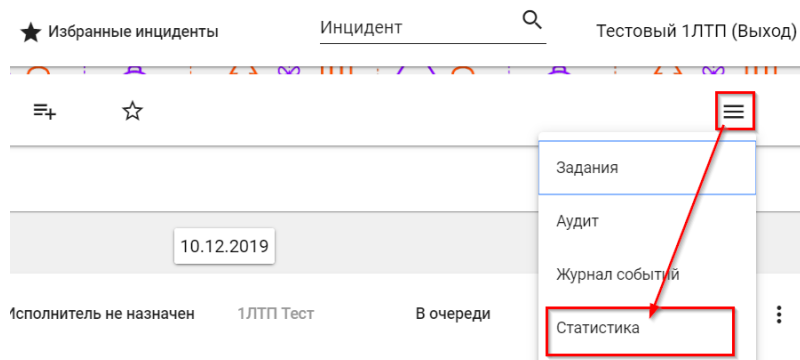 Избранные инциденты
Инцидент
Тестовый 1ЛТП (Выход)
Задания
Аудит
10.12.2019
Журнал событий
Исполнитель не назначен
1ЛТП Тест
В очереди
Статистика